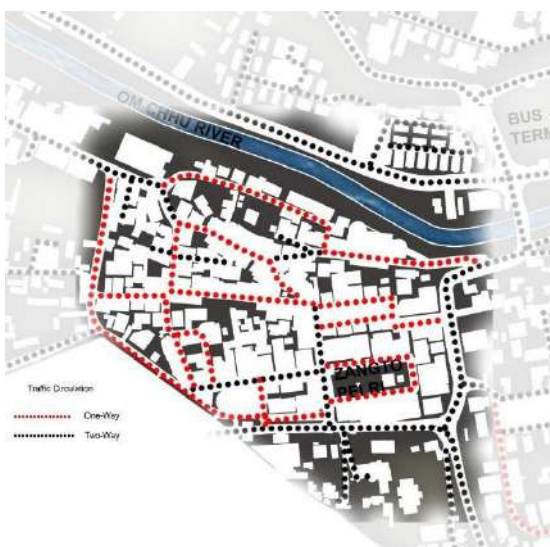 OM CHHU RIVER
BUS
TERM
ZANGTO
PELRI
Traffic Circulation
One-Way
Two-Way